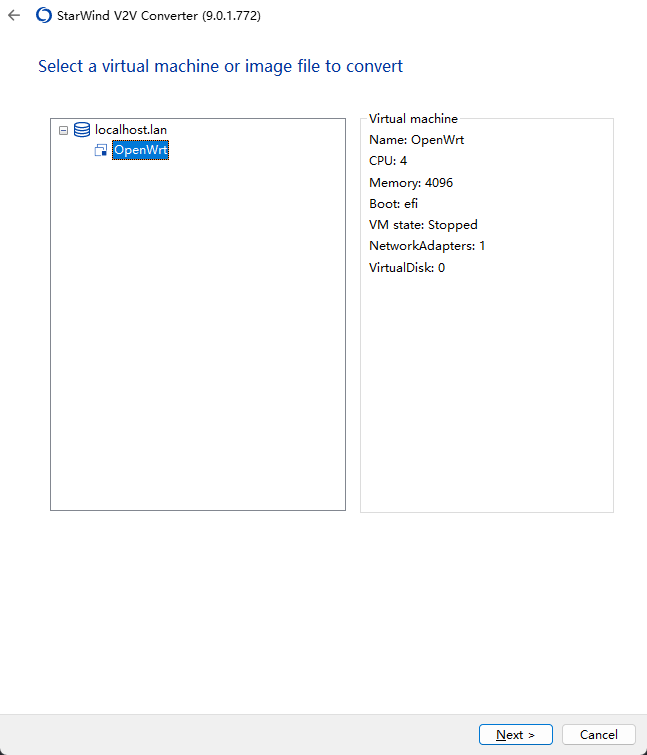 StarWind V2V Converter (9.0.1.772)
Select a virtual machine or image file to convert
localhost.lan
OpenWrt
Virtual machine
Name: OpenWrt
CPU: 4
Memory: 4096
Boot: efi
VM state: Stopped
NetworkAdapters: 1
VirtualDisk: 0
Next >
Cancel